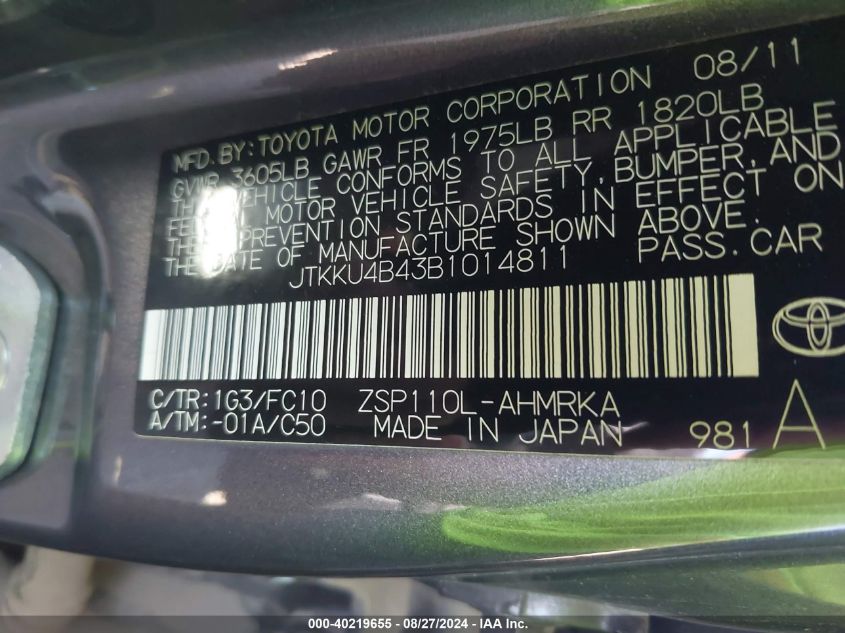 MFD. BY: TOYOTA MOTOR CORPORATION 08/11
GVWR 3605LB GAWR FR 1975LB RR 1820LB
THIS VEHICLE CONFORMS TO ALL APPLICABLE
FEDERAL MOTOR VEHICLE SAFETY, BUMPER, AND
THEFT PREVENTION STANDARDS IN EFFECT ON
THE DATE OF MANUFACTURE SHOWN ABOVE.
JTKKU4B43B1014811 PASS. CAR
C/TR: 1G3/FC10 ZSP110L-AHMRKA
A/TM: -01A/C50 MADE IN JAPAN 981 A
000-40219655 - 08/27/2024 - IAA Inc.